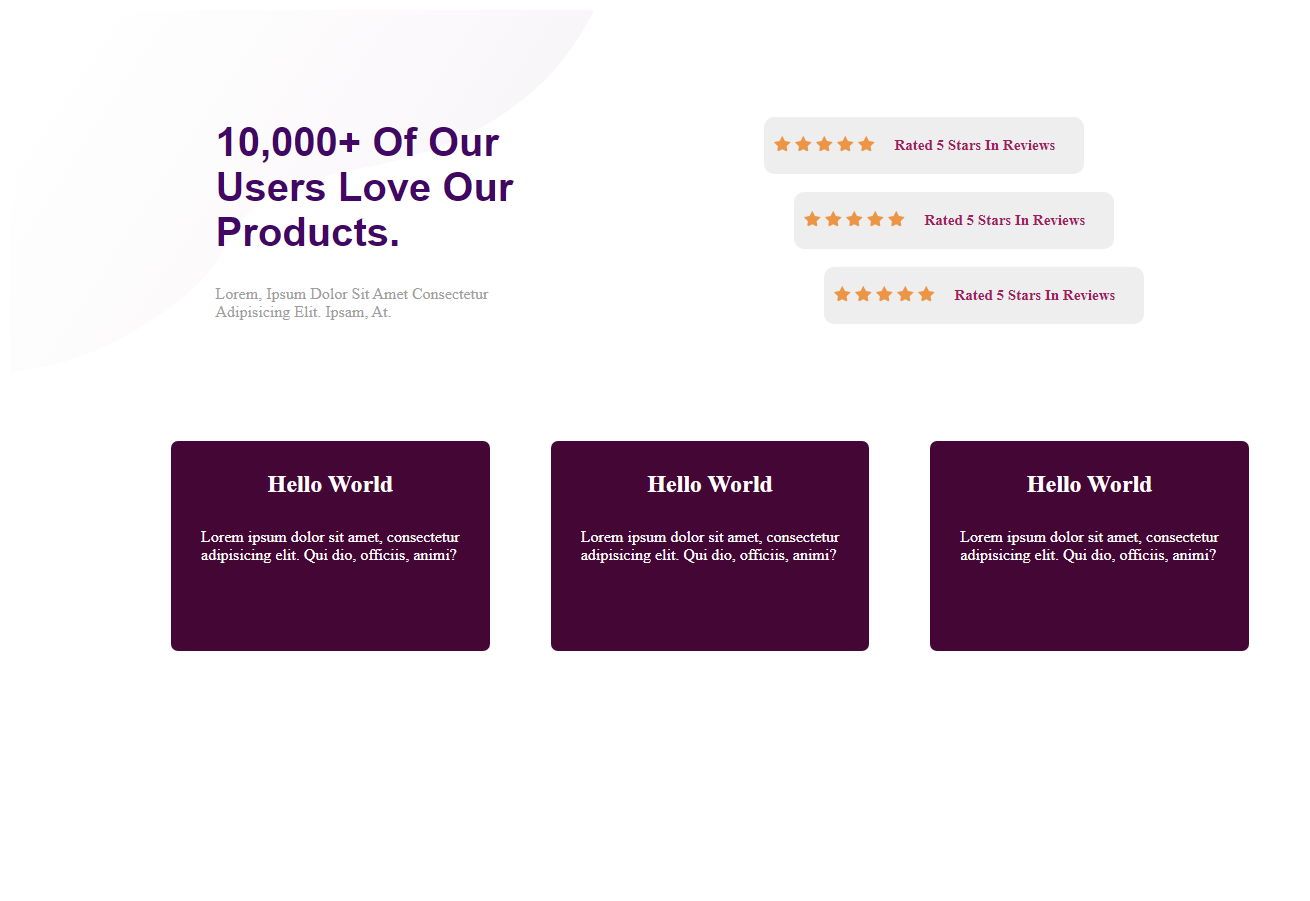 10,000+ Of Our
Users Love Our
Products.
Lorem, Ipsum Dolor Sit Amet Consectetur
Adipisicing Elit. Ipsam, At.
Rated 5 Stars In Reviews
Rated 5 Stars In Reviews
Rated 5 Stars In Reviews
Hello World
Lorem ipsum dolor sit amet, consectetur
adipisicing elit. Qui dio, officiis, animi?
Hello World
Lorem ipsum dolor sit amet, consectetur
adipisicing elit. Qui dio, officiis, animi?
Hello World
Lorem ipsum dolor sit amet, consectetur
adipisicing elit. Qui dio, officiis, animi?